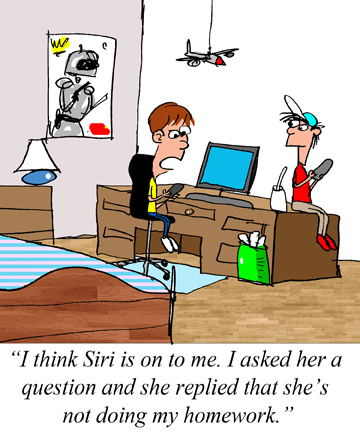 “I think Siri is on to me. I asked her a
question and she replied that she’s
not doing my homework.”